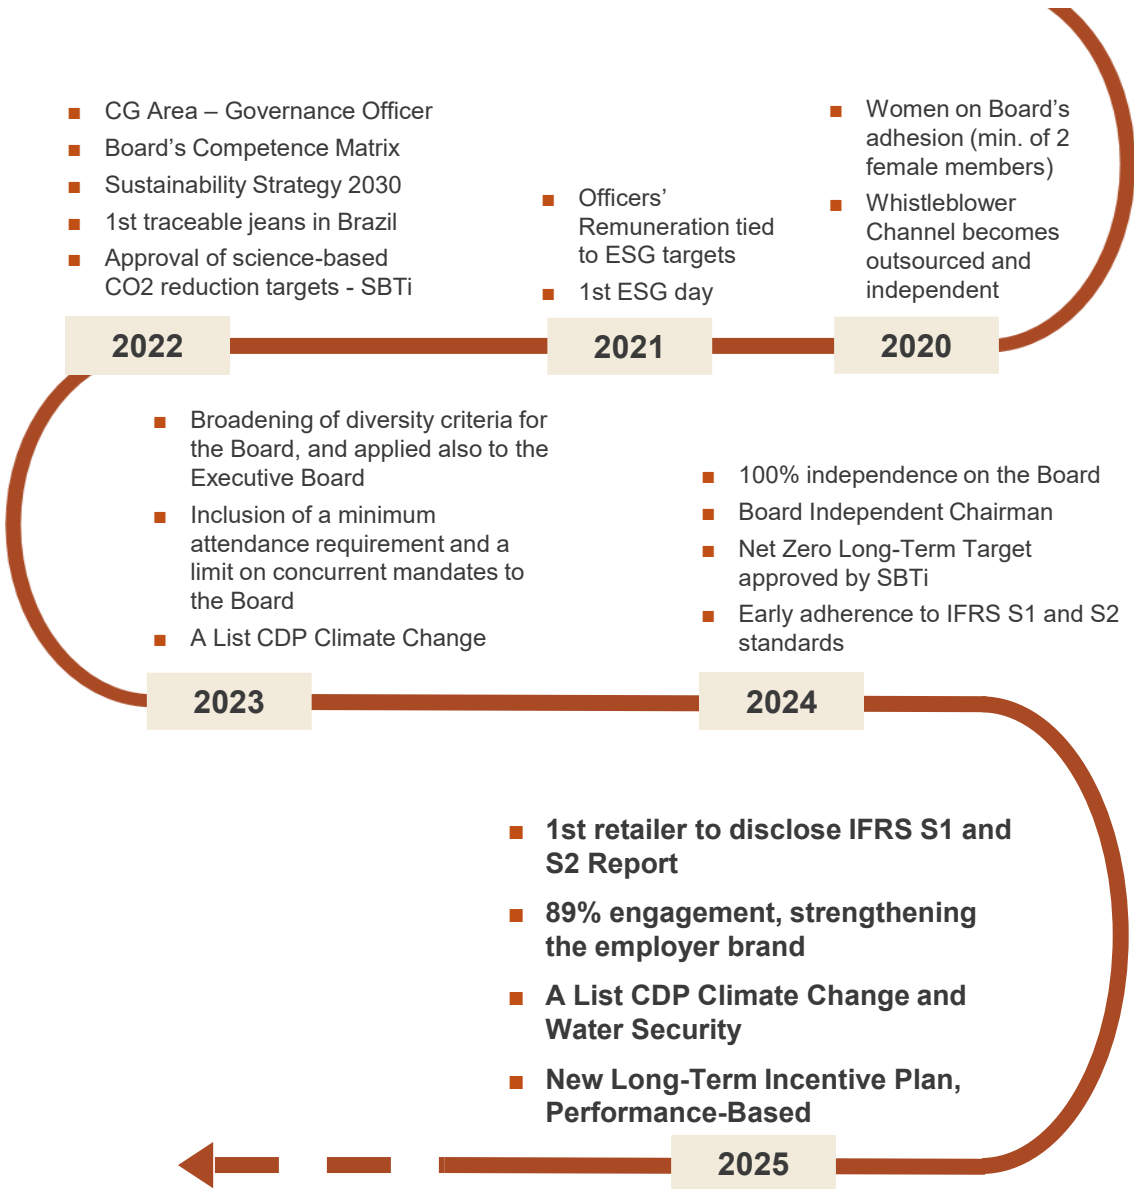 ■ CG Area – Governance Officer
■ Board's Competence Matrix
■ Sustainability Strategy 2030
■ 1st traceable jeans in Brazil
■ Approval of science-based
CO2 reduction targets - SBTi
2022
■ Officers'
Remuneration tied
to ESG targets
■ 1st ESG day
2021
■ Women on Board's
adhesion (min. of 2
female members)
■ Whistleblower
Channel becomes
outsourced and
independent
2020
■ Broadening of diversity criteria for
the Board, and applied also to the
Executive Board
■ Inclusion of a minimum
attendance requirement and a
limit on concurrent mandates to
the Board
■ A List CDP Climate Change
2023
■ 100% independence on the Board
■ Board Independent Chairman
■ Net Zero Long-Term Target
approved by SBTi
■ Early adherence to IFRS S1 and S2
standards
2024
■ 1st retailer to disclose IFRS S1 and
S2 Report
■ 89% engagement, strengthening
the employer brand
■ A List CDP Climate Change and
Water Security
■ New Long-Term Incentive Plan,
Performance-Based
2025